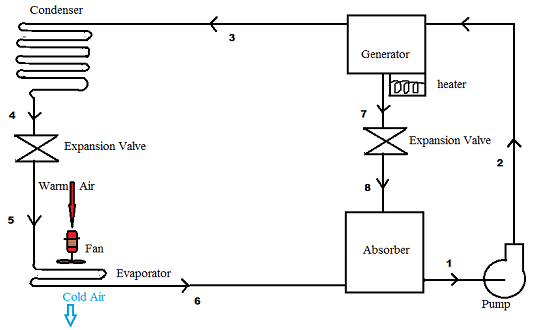 Condenser
3
Generator
heater
4
7
Expansion Valve
Expansion Valve
2
Warm Air
8
5
Fan
Absorber
Evaporator
1
Cold Air
6
Pump